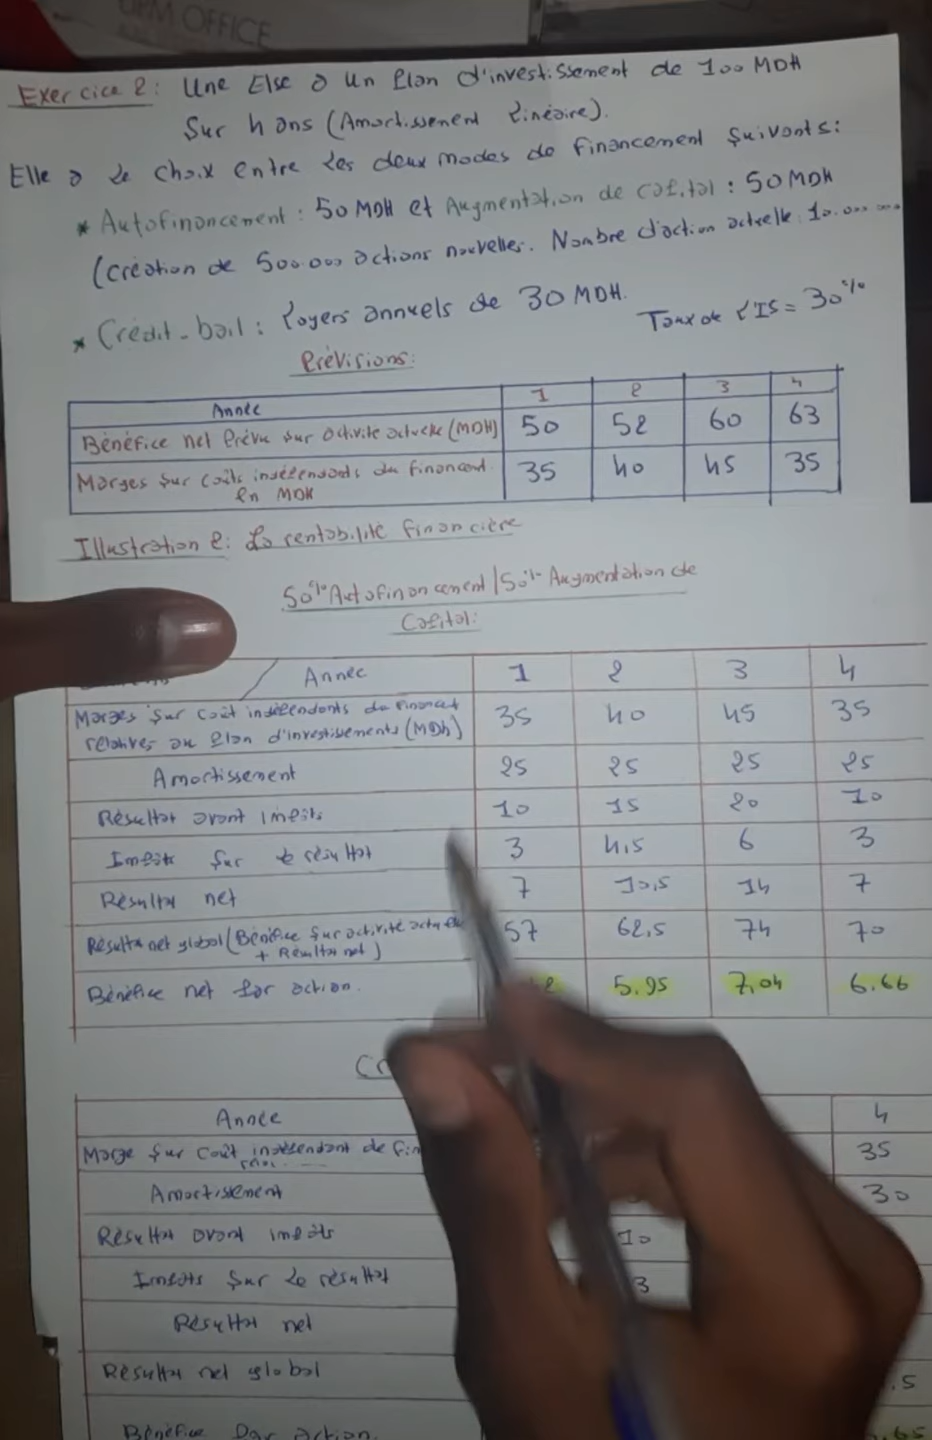 OFFICE
Exercice 2: Une Else a un Plan d'investissement de 100 MDH
Sur 4 ans (Amortissement linéaire).
Elle a le choix entre les deux modes de financement suivants:
* Autofinancement: 50 MDH et Augmentation de capital: 50 MDH
(Création de 500.000 actions nouvelles. Nombre d'action actuelle: 10.000.000
* Crédit-bail: loyers annuels de 30 MDH. Taux de l'IS = 30%
Prévisions:
Année 1 2 3 4
Bénéfice net Prévu sur activité actuelle (MDH) 50 52 60 63
Marges sur coûts indépendants du financent. 35 40 45 35
en MDH
Illustration 2: La rentabilité financière
50% Autofinancement/50% Augmentation de
Capital:
Année 1 2 3 4
Marges sur coût indépendants du financet 35 40 45 35
relatives au Plan d'investissements (MDh)
Amortissement 25 25 25 25
Résultat avant impôts 10 15 20 10
Impôts sur le résultat 3 4,5 6 3
Résultat net 7 10,5 14 7
Résulta net global (Bénéfice sur activité 57 62,5 74 70
+ Résulta net)
Bénéfice net par action. 5.95 7,04 6.66
Année 4
Marge sur coût indépendant de 35
Amortissement 30
Résultat avant impôts 10
Impôts sur le résultat 3
Résultat net
Résultat net global .5
Bénéfice par action.